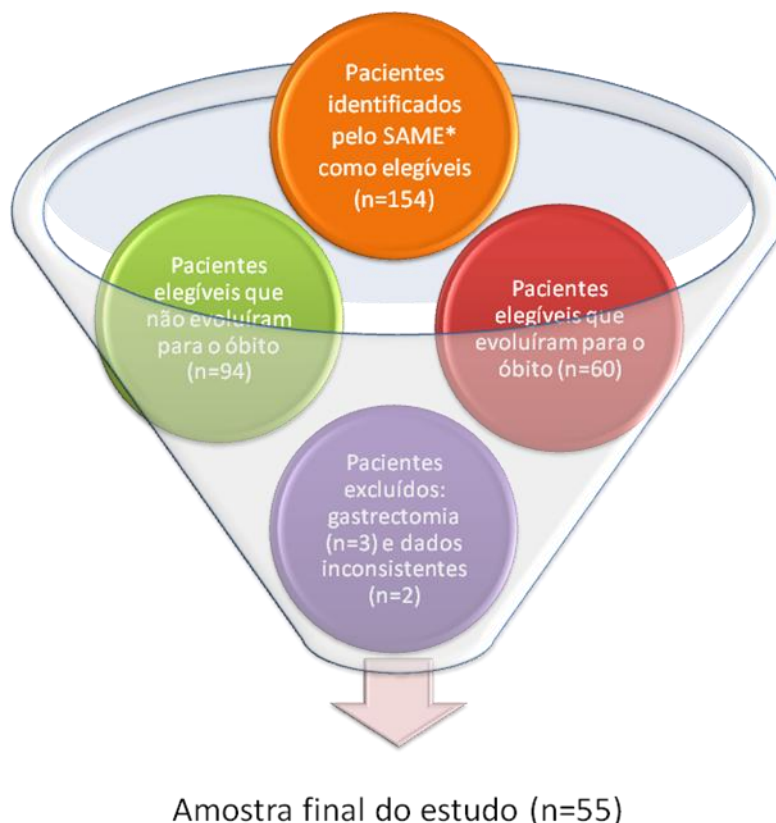 Pacientes
identificados
pelo SAME*
como elegíveis
(n=154)
Pacientes
elegíveis que
não evoluíram
para o óbito
(n=94)
Pacientes
elegíveis que
evoluíram para o
óbito (n=60)
Pacientes
excluídos:
gastrectomia
(n=3) e dados
inconsistentes
(n=2)
Amostra final do estudo (n=55)